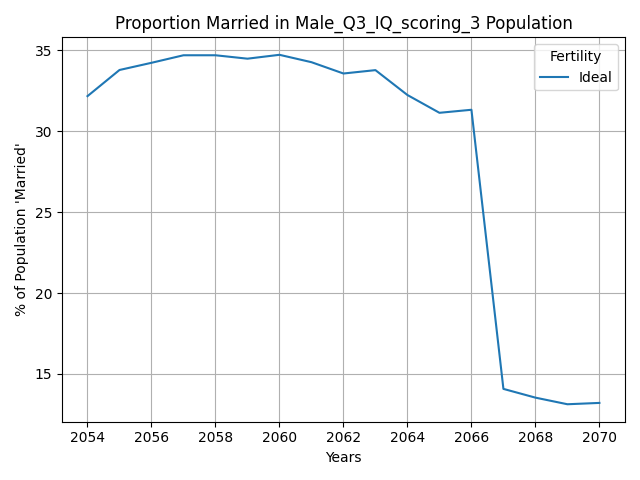 Proportion Married in Male_Q3_IQ_scoring_3 Population
Fertility
Ideal
% of Population 'Married'
35
30
25
20
15
2054 2056 2058 2060 2062 2064 2066 2068 2070
Years